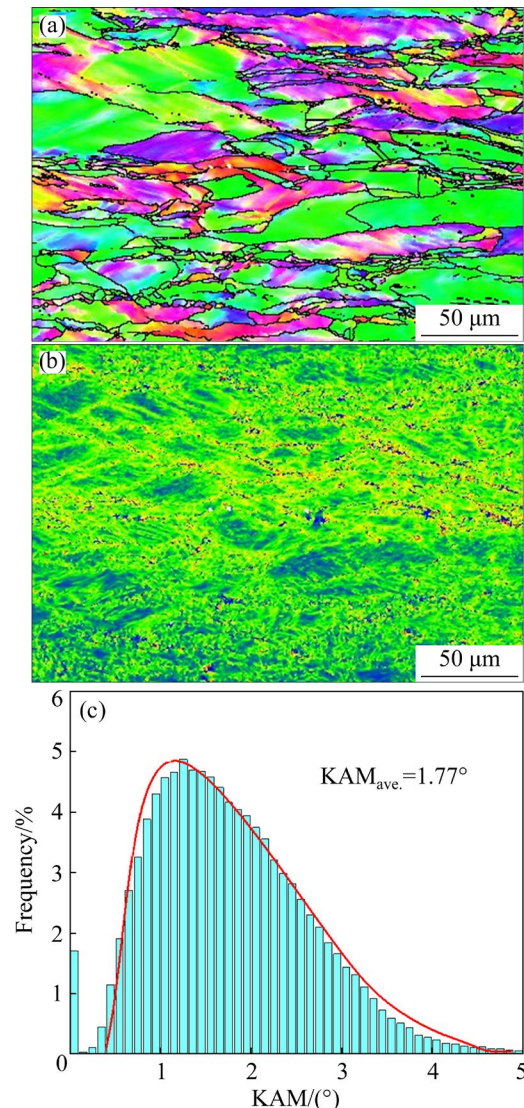 (a)
50 μm
(b)
50 μm
6
(c)
5
KAMave.=1.77°
4
Frequency/%
3
2
1
0
1 2 3 4 5
KAM/(°)